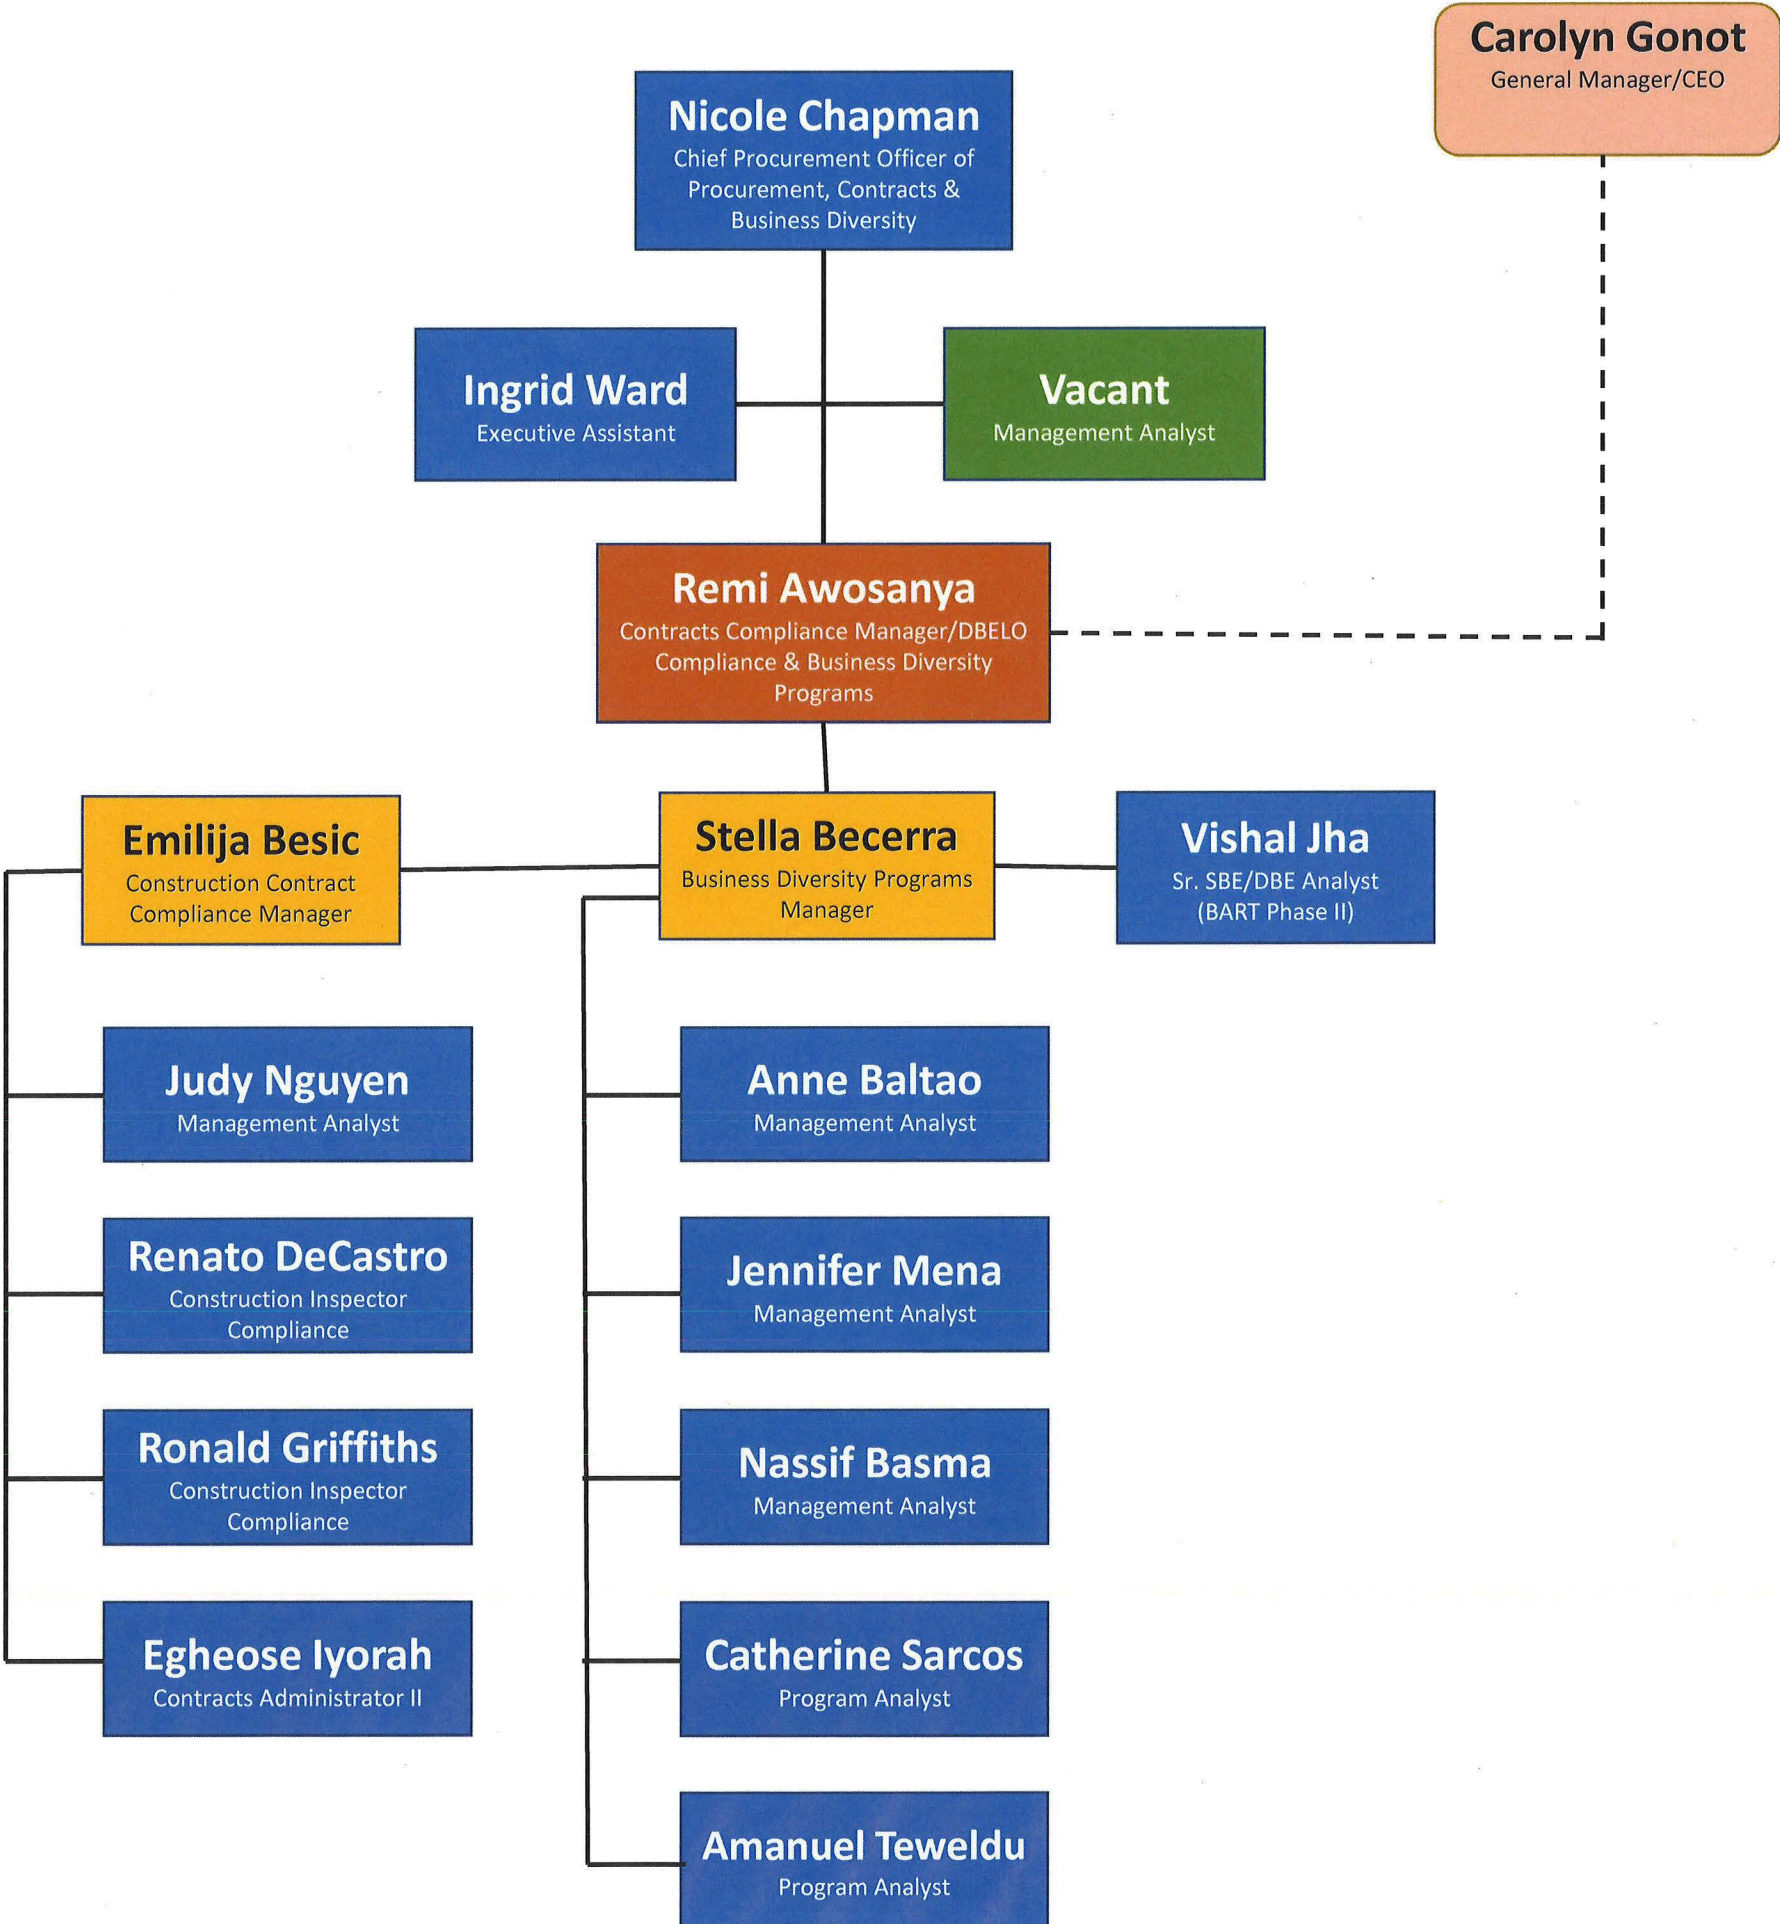 Carolyn Gonot
General Manager/CEO
Nicole Chapman
Chief Procurement Officer of
Procurement, Contracts &
Business Diversity
Ingrid Ward
Executive Assistant
Vacant
Management Analyst
Remi Awosanya
Contracts Compliance Manager/DBELO
Compliance & Business Diversity
Programs
Emilija Besic
Construction Contract
Compliance Manager
Stella Becerra
Business Diversity Programs
Manager
Vishal Jha
Sr. SBE/DBE Analyst
(BART Phase II)
Judy Nguyen
Management Analyst
Renato DeCastro
Construction Inspector
Compliance
Ronald Griffiths
Construction Inspector
Compliance
Egheose Iyorah
Contracts Administrator II
Anne Baltao
Management Analyst
Jennifer Mena
Management Analyst
Nassif Basma
Management Analyst
Catherine Sarcos
Program Analyst
Amanuel Teweldu
Program Analyst